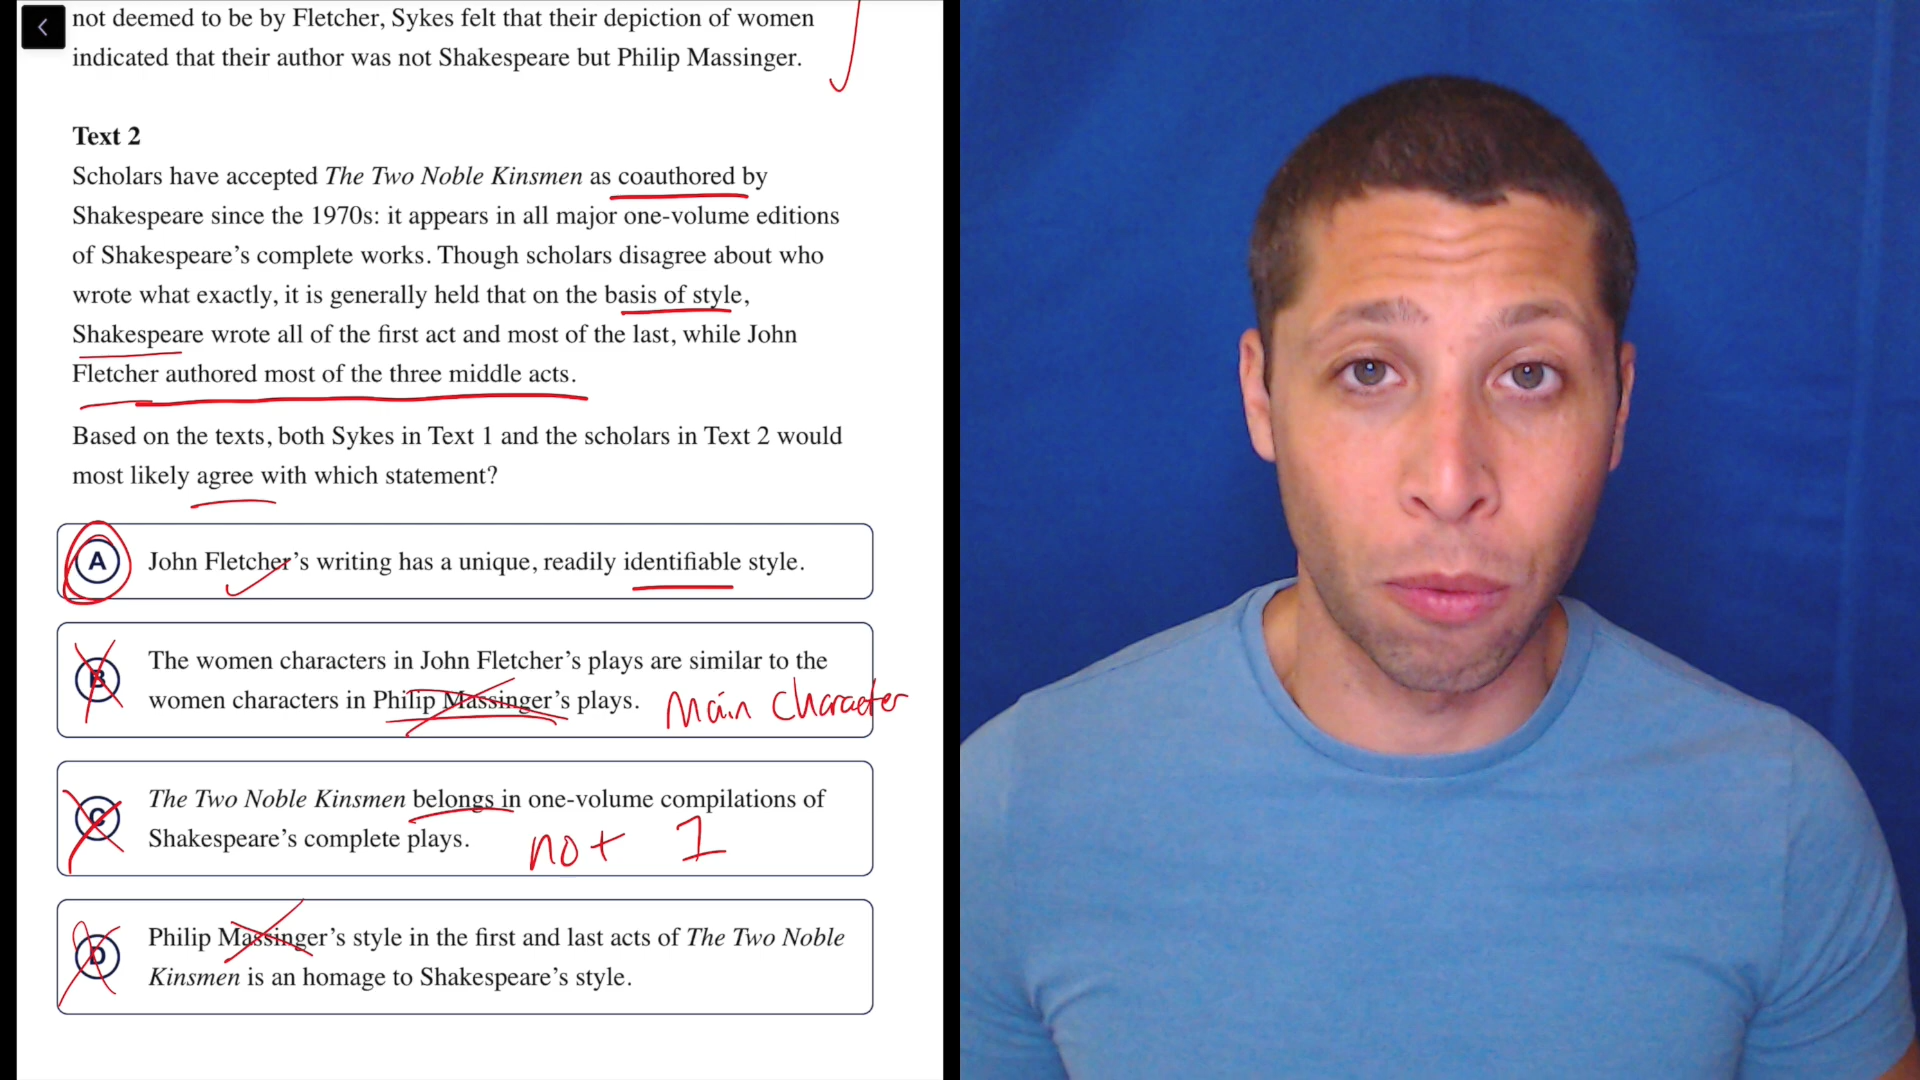 not deemed to be by Fletcher, Sykes felt that their depiction of women
indicated that their author was not Shakespeare but Philip Massinger.
Text 2
Scholars have accepted The Two Noble Kinsmen as coauthored by
Shakespeare since the 1970s: it appears in all major one-volume editions
of Shakespeare’s complete works. Though scholars disagree about who
wrote what exactly, it is generally held that on the basis of style,
Shakespeare wrote all of the first act and most of the last, while John
Fletcher authored most of the three middle acts.
Based on the texts, both Sykes in Text 1 and the scholars in Text 2 would
most likely agree with which statement?
A John Fletcher’s writing has a unique, readily identifiable style.
B The women characters in John Fletcher’s plays are similar to the
women characters in Philip Massinger’s plays. Main Character
C The Two Noble Kinsmen belongs in one-volume compilations of
Shakespeare’s complete plays. not 1
D Philip Massinger’s style in the first and last acts of The Two Noble
Kinsmen is an homage to Shakespeare’s style.